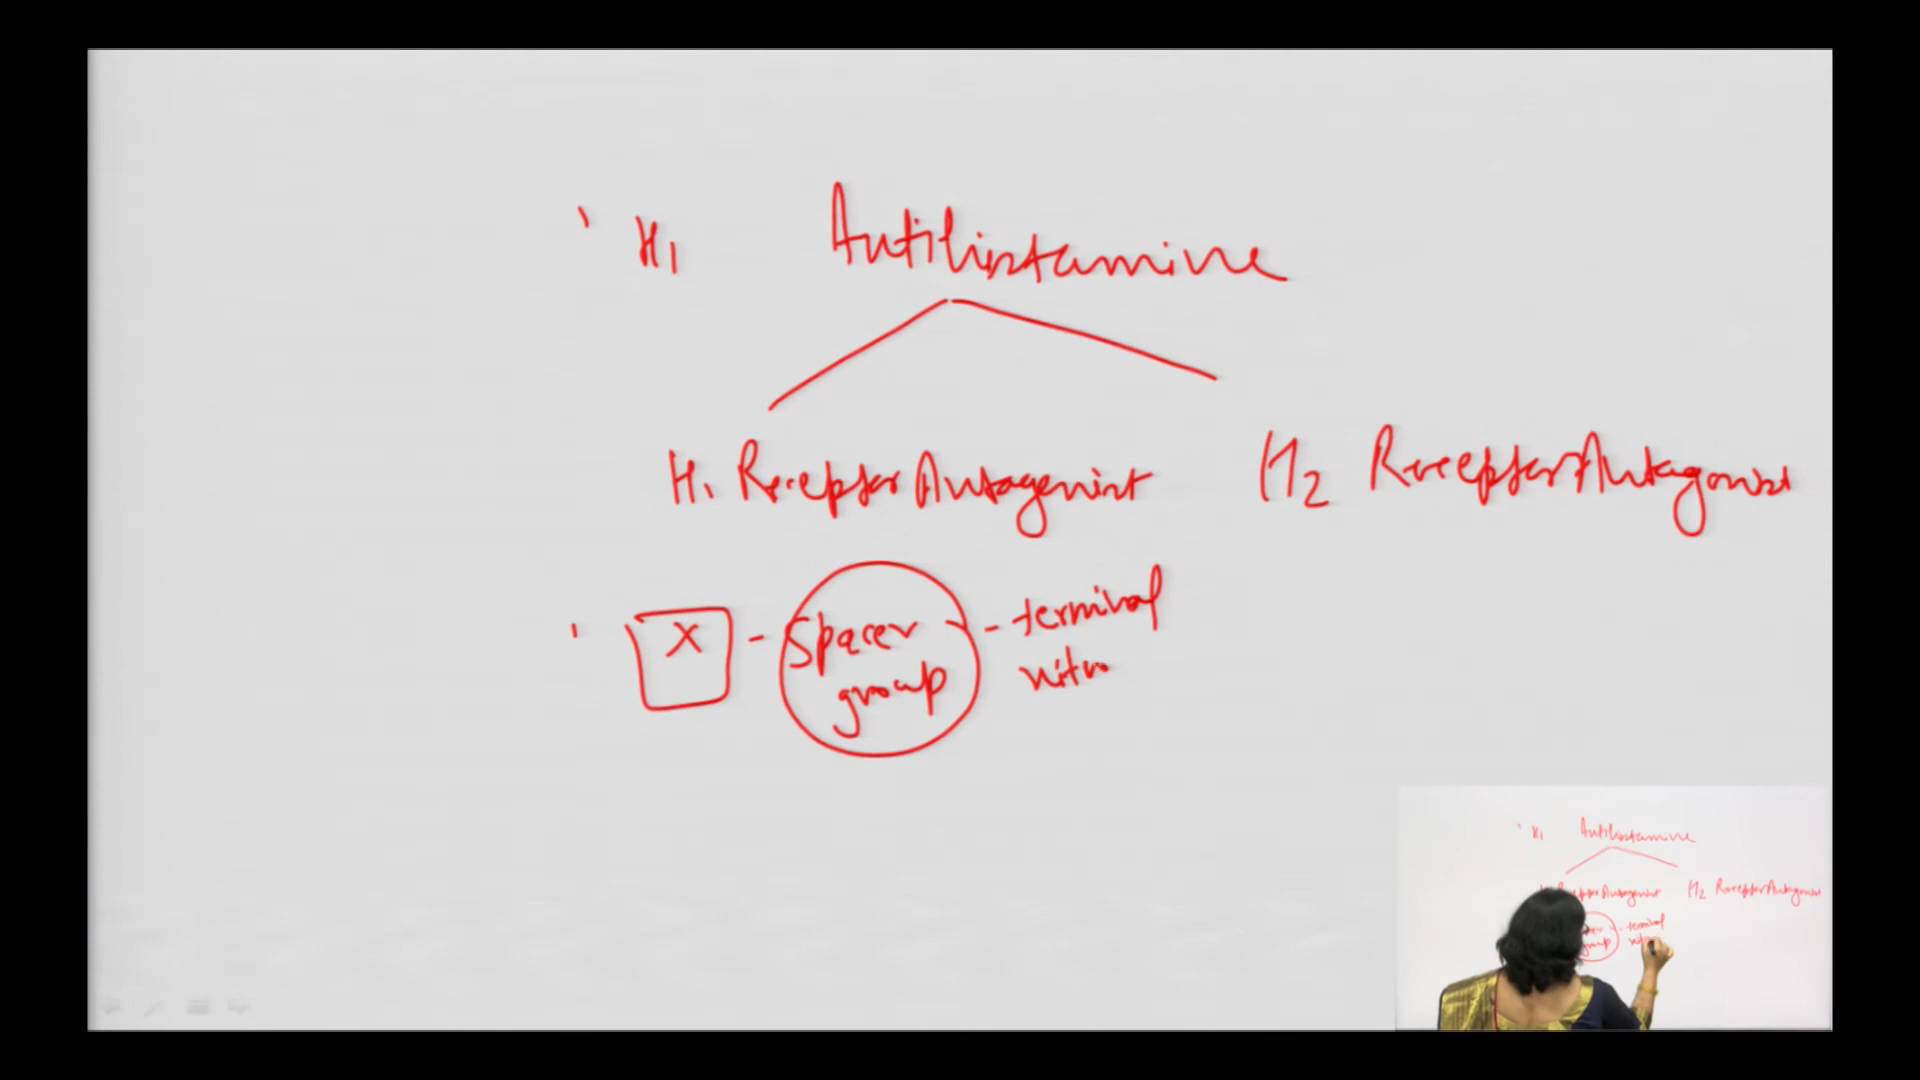 H1 Antihistamine
H1 Receptor Antagonist H2 Receptor Antagonist
X - Spacer - terminal
group nitro